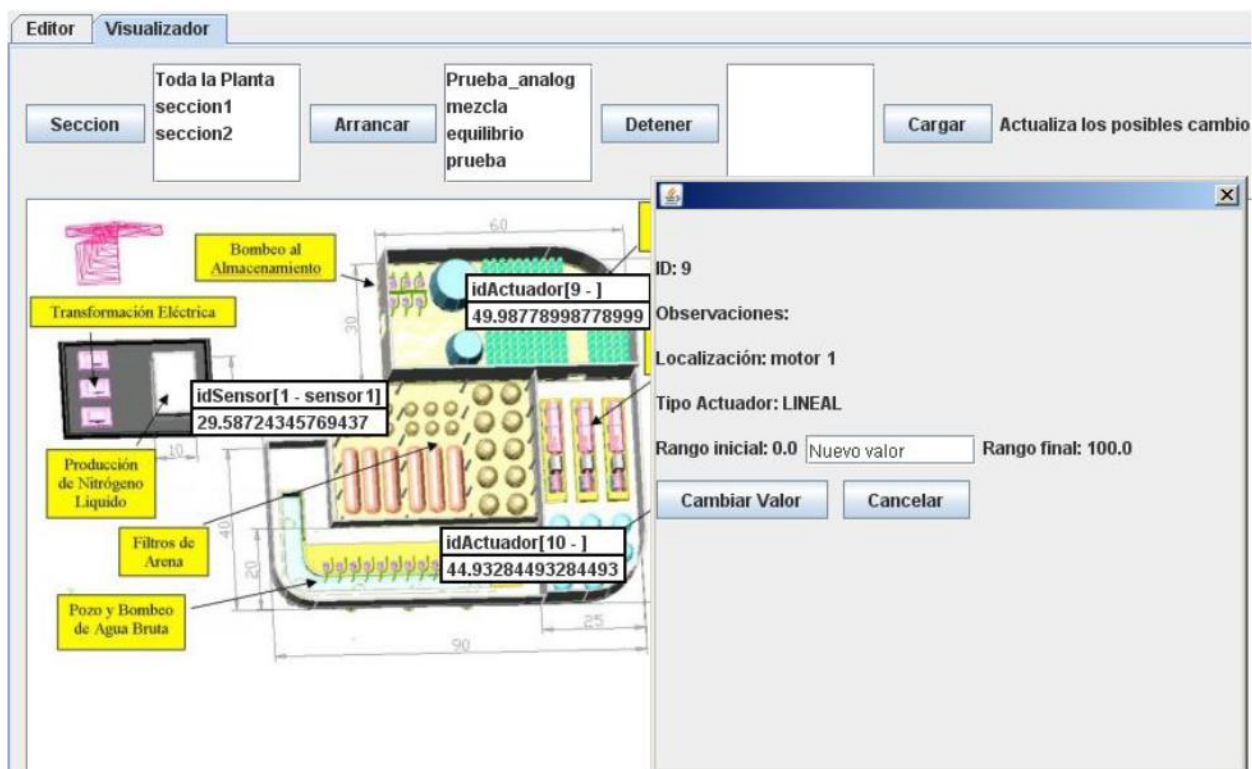 Editor
Visualizador
Seccion
Toda la Planta
seccion1
seccion2
Arrancar
Prueba_analog
mezcla
equilibrio
prueba
Detener
Cargar
Actualiza los posibles cambio
60
Bombeo al
Almacenamiento
Transformación Eléctrica
30
idActuador[9 - ]
49.98778998778999
idSensor[1 - sensor1]
29.58724345769437
10
Producción
de Nitrógeno
Liquido
40
Filtros de
Arena
20
idActuador[10 - ]
44.93284493284493
Pozo y Bombeo
de Agua Bruta
25
90
ID: 9
Observaciones:
Localización: motor 1
Tipo Actuador: LINEAL
Rango inicial: 0.0 Nuevo valor Rango final: 100.0
Cambiar Valor
Cancelar